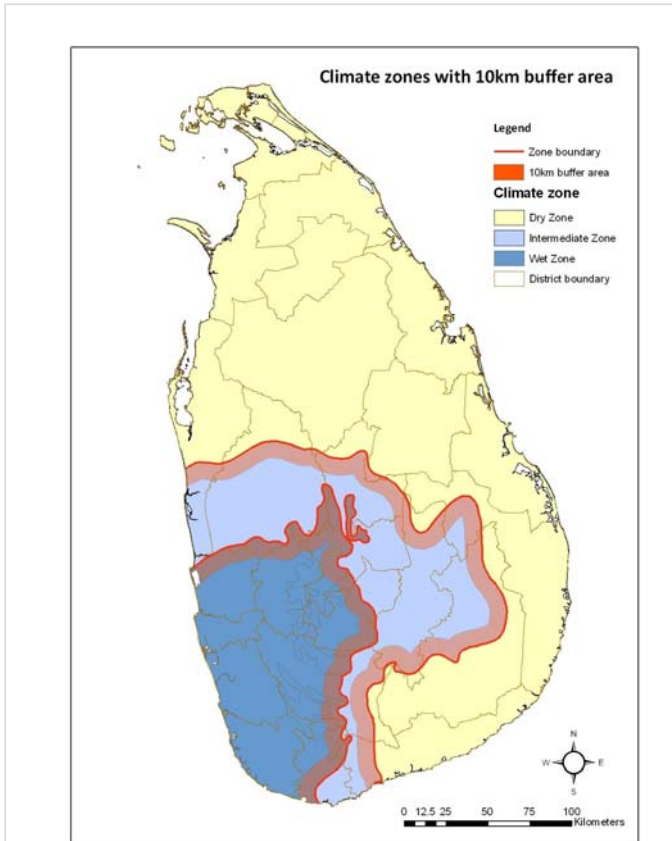 Climate zones with 10km buffer area
Legend
Zone boundary
10km buffer area
Climate zone
Dry Zone
Intermediate Zone
Wet Zone
District boundary
N
W E
S
0 12.5 25 50 75 100
Kilometers